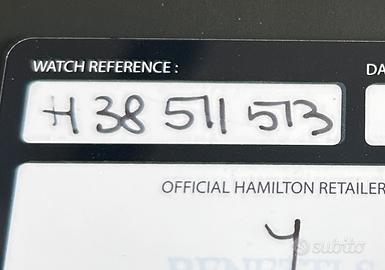 WATCH REFERENCE :
DA
H 38 511 513
OFFICIAL HAMILTON RETAILER
subito